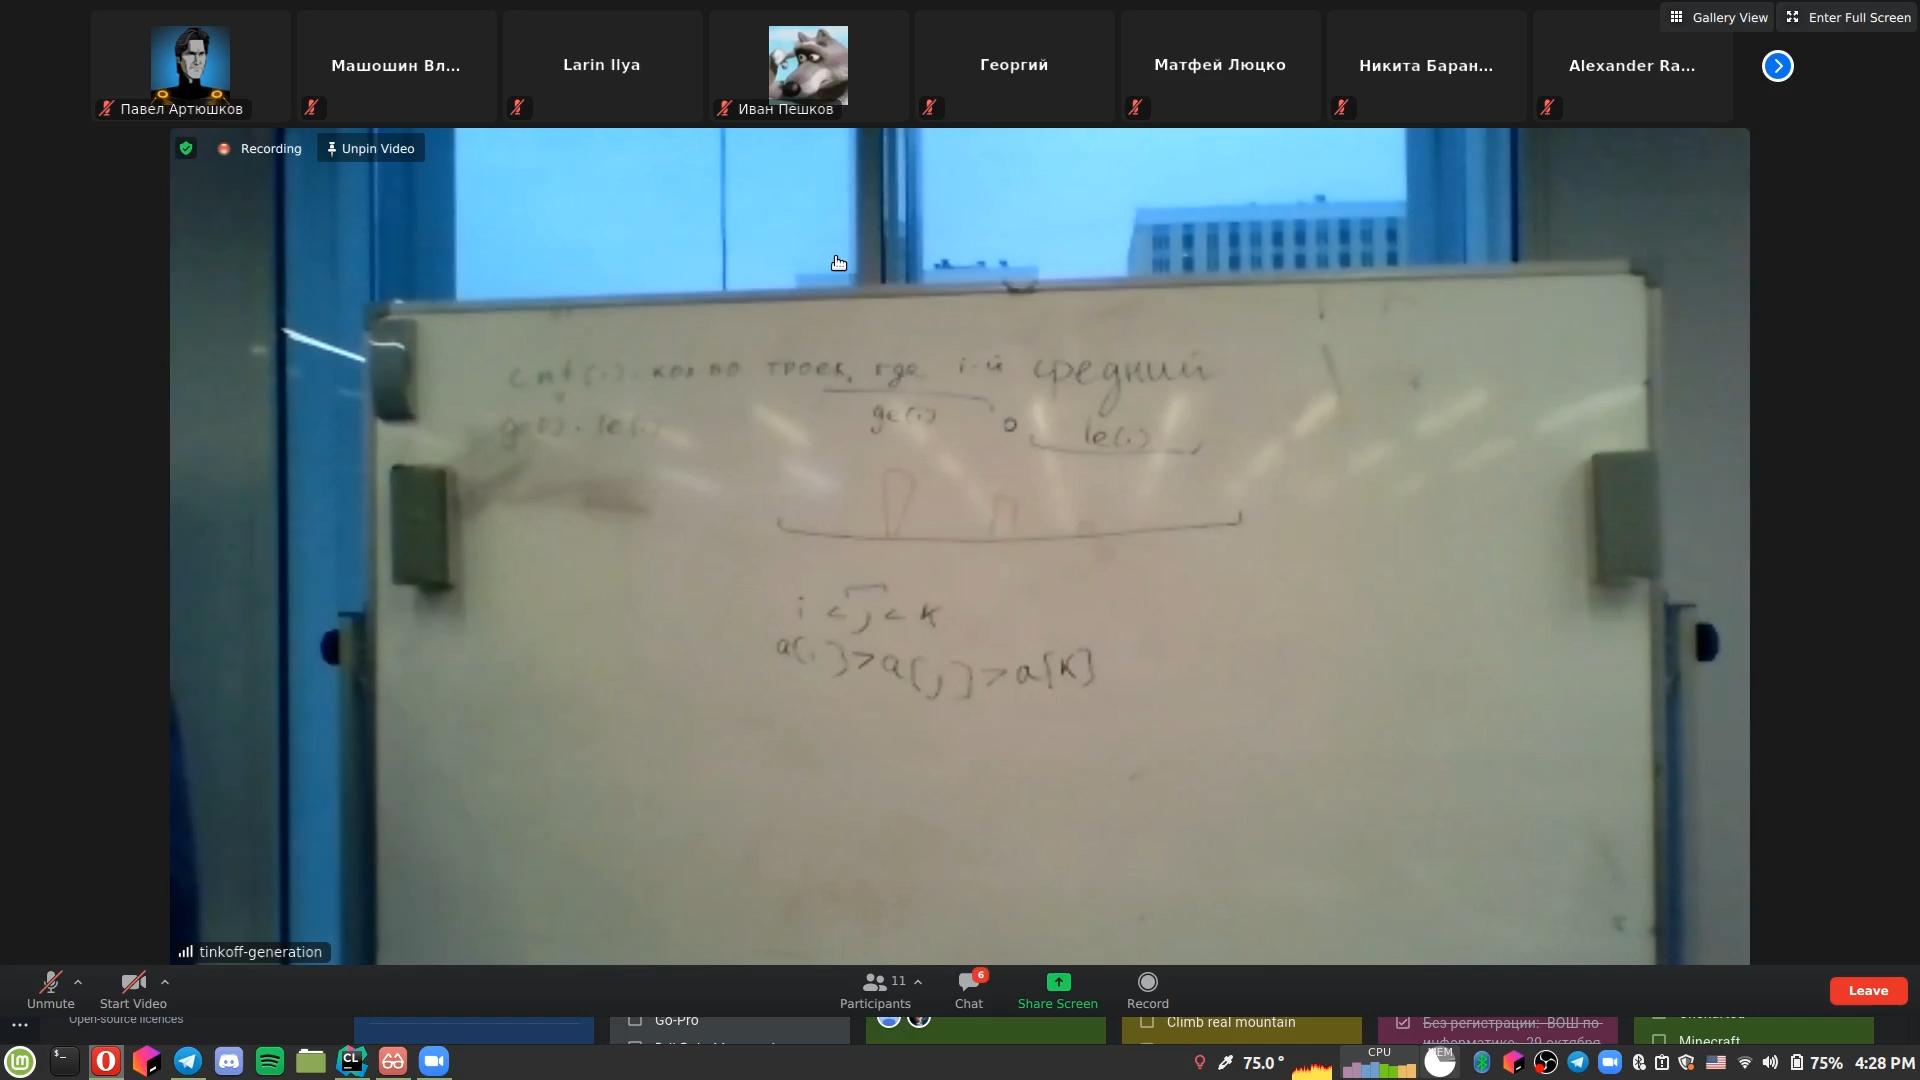 Gallery View
Enter Full Screen
Павел Артюшков
Машошин Вл...
Larin Ilya
Иван Пешков
Георгий
Матфей Люцко
Никита Баран...
Alexander Ra...
Recording
Unpin Video
cnt(i). кол во троек, где i-й средний
ge(i) . le(i)
ge(i)
le(i)
i < j < k
a[i] > a[j] > a[k]
tinkoff-generation
Unmute
Start Video
11
Participants
6
Chat
Share Screen
Record
Leave
Open-source licences
Go-Pro
Climb real mountain
Без регистрации: ВОШ по
Minecraft
CL
75.0°
CPU
MEM
75%
4:28 PM